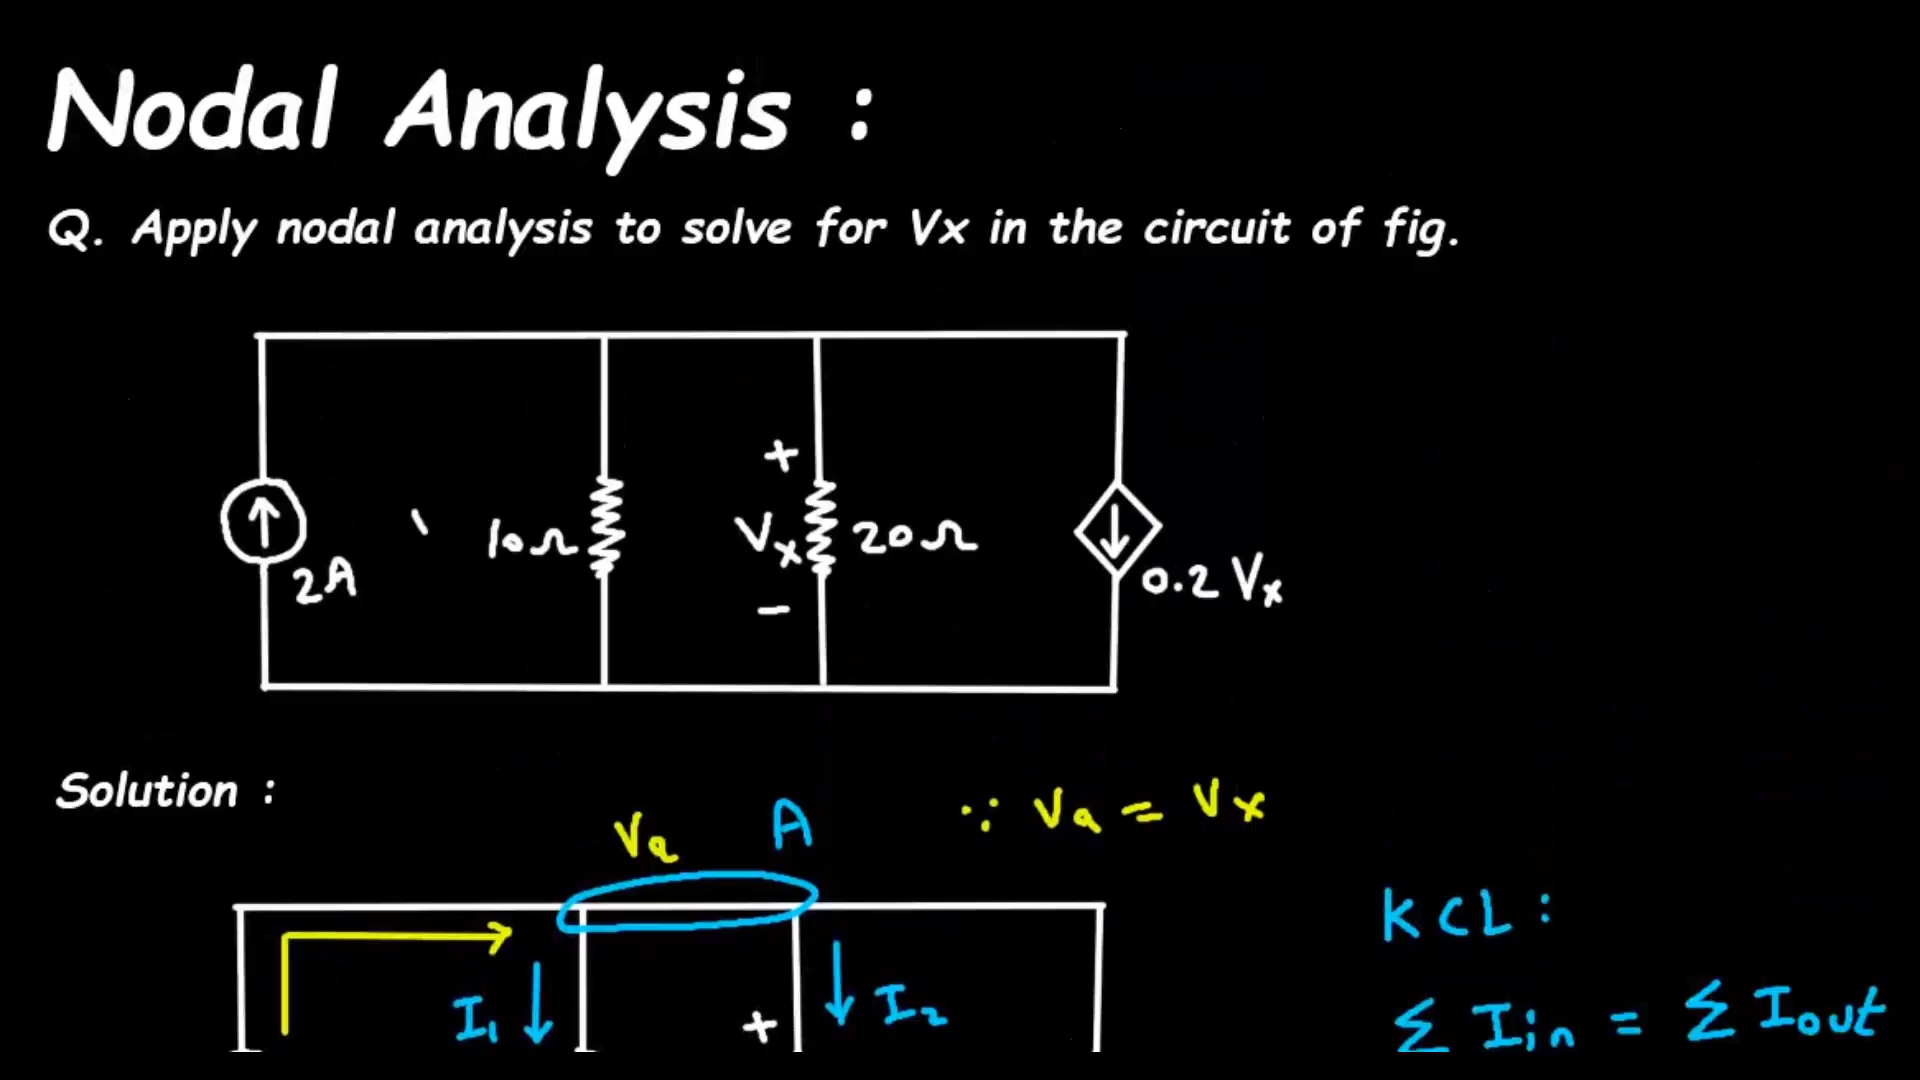 Nodal Analysis :
Q. Apply nodal analysis to solve for Vx in the circuit of fig.
+
10Ω Vx 20Ω
2A 0.2 Vx
-
Solution :
Va A ∵ Va = Vx
KCL :
I1 + I2
Σ Iin = Σ Iout